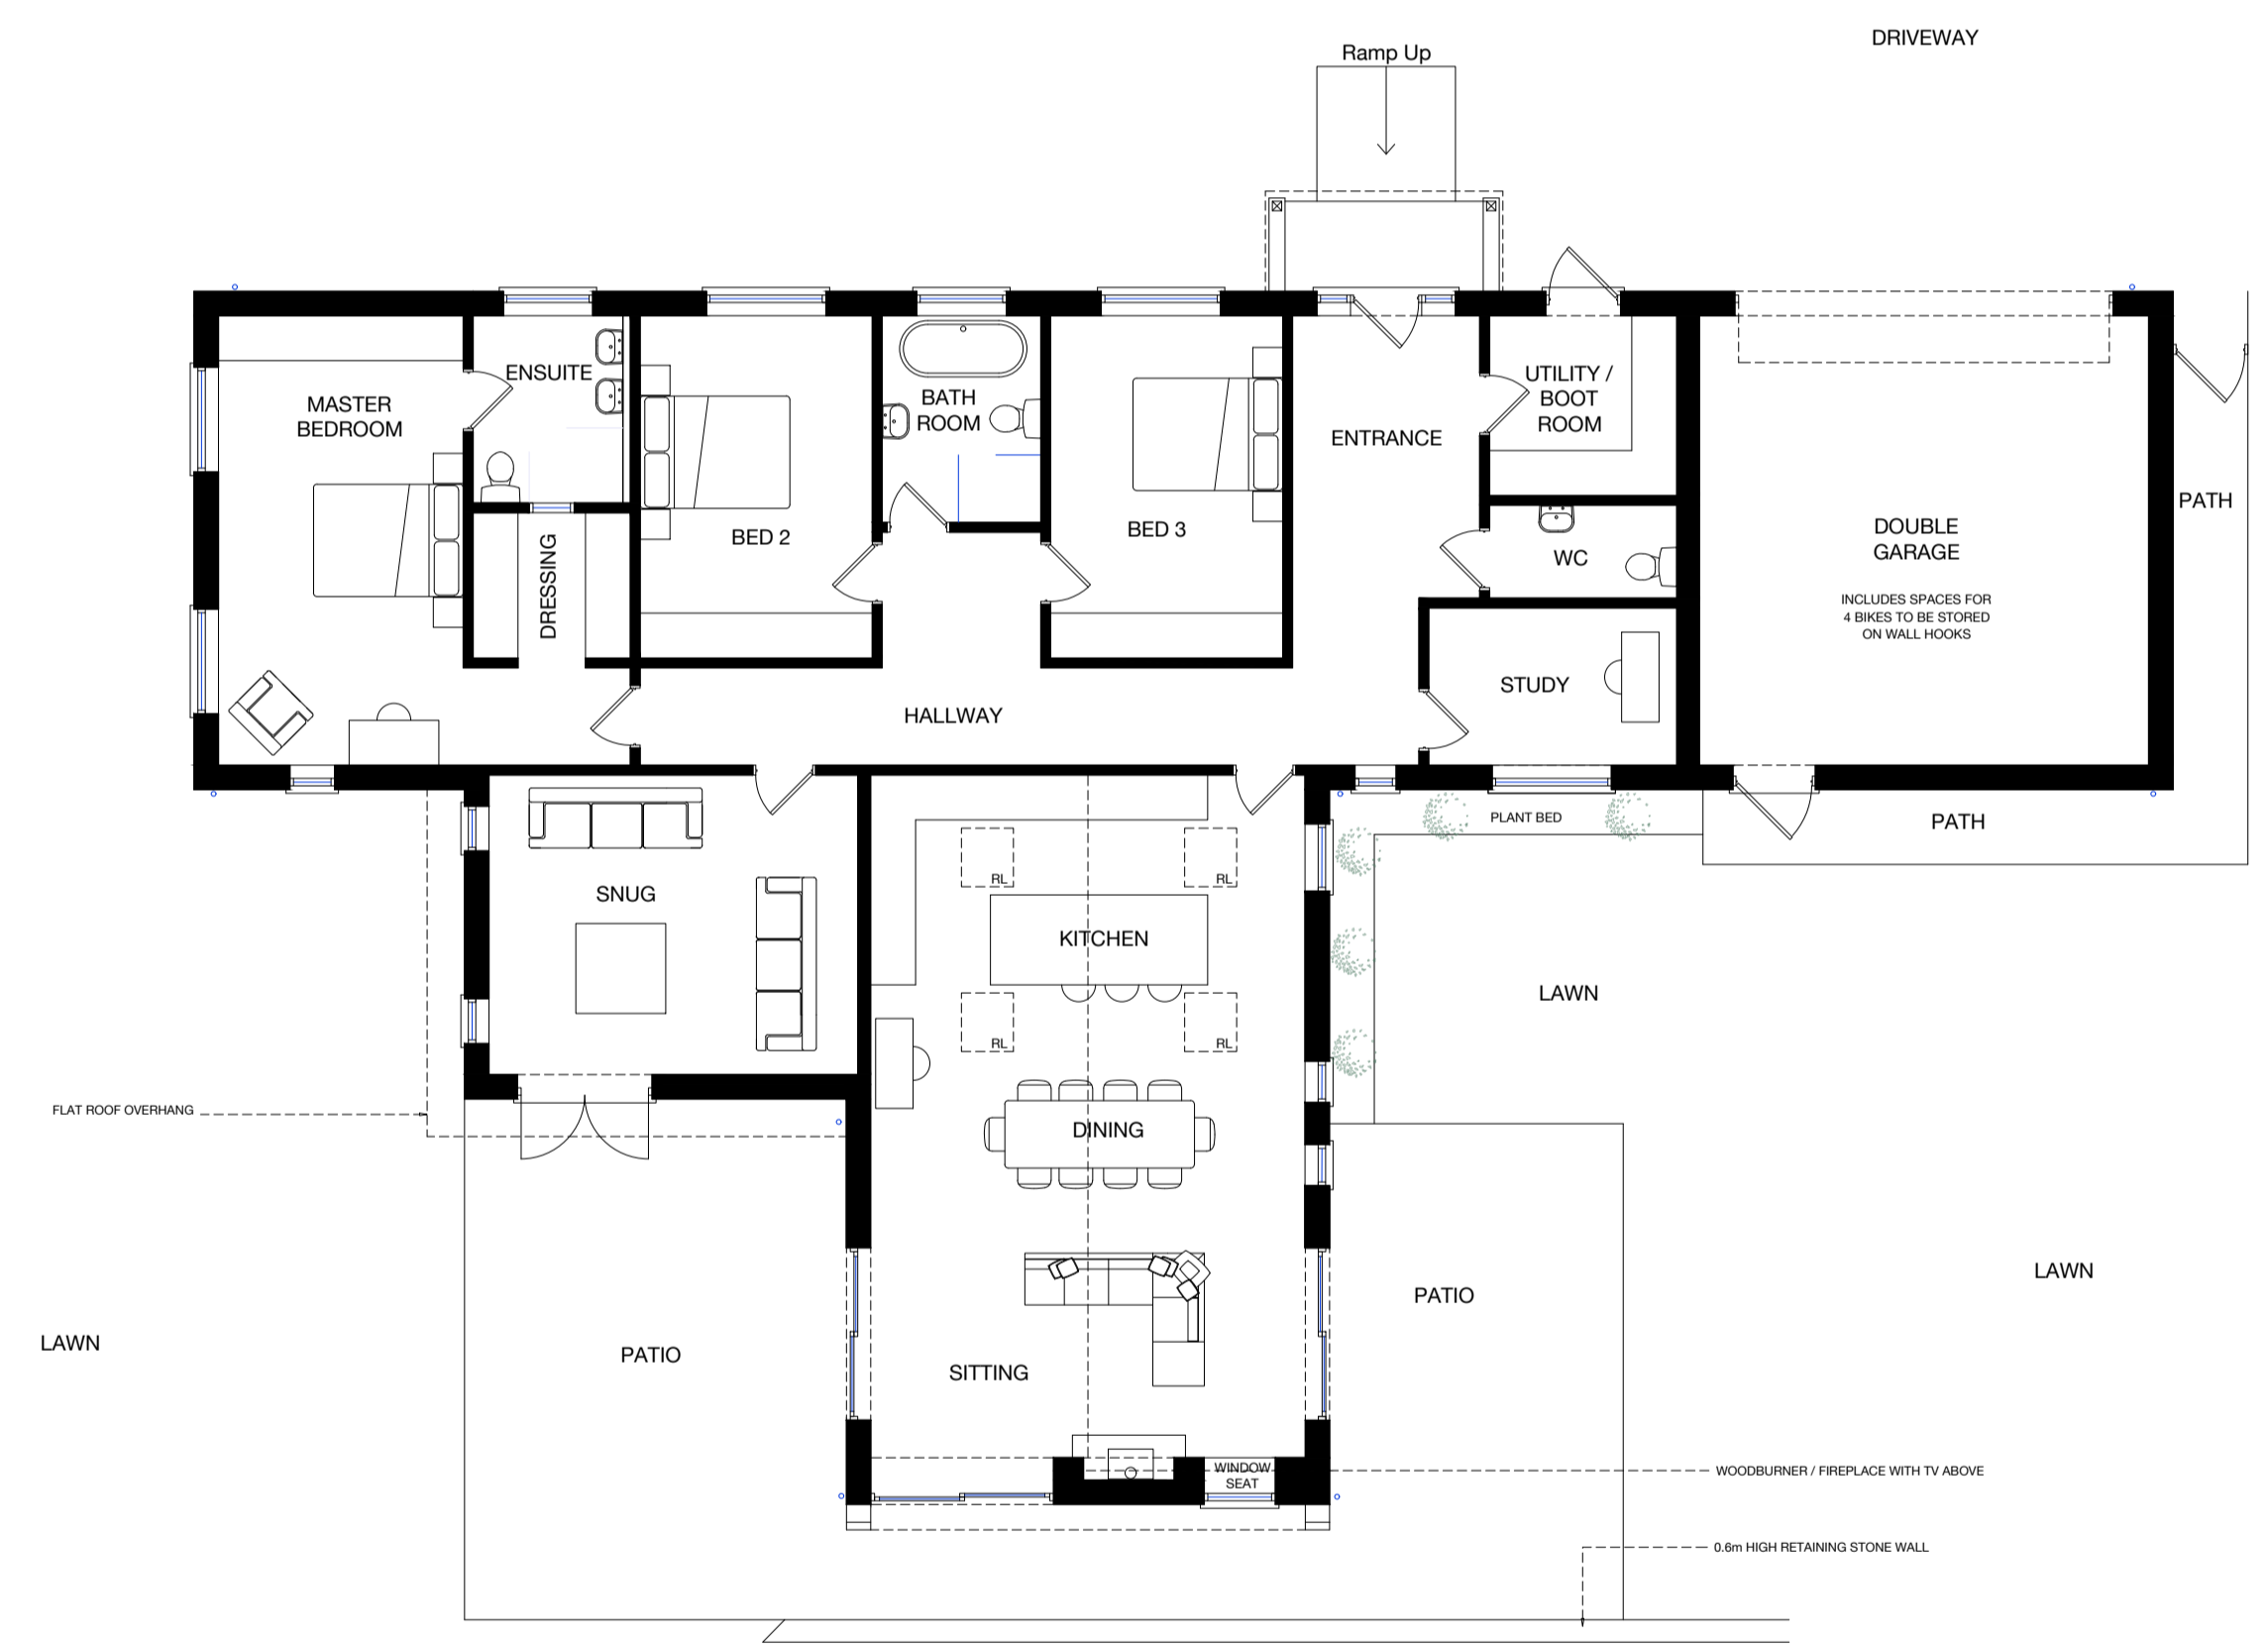 DRIVEWAY
Ramp Up
ENSUITE
MASTER
BEDROOM
BATH
ROOM
UTILITY /
BOOT
ROOM
ENTRANCE
PATH
BED 2
BED 3
DRESSING
WC
DOUBLE
GARAGE
INCLUDES SPACES FOR
4 BIKES TO BE STORED
ON WALL HOOKS
STUDY
HALLWAY
PLANT BED
PATH
RL
RL
SNUG
KITCHEN
LAWN
RL
RL
FLAT ROOF OVERHANG
DINING
LAWN
PATIO
LAWN
PATIO
SITTING
WINDOW
SEAT
WOODBURNER / FIREPLACE WITH TV ABOVE
0.6m HIGH RETAINING STONE WALL